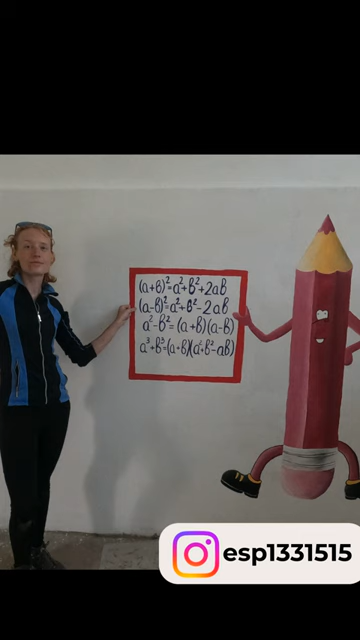 (a+b)²=a²+b²+2ab
(a-b)²=a²+b²-2ab
a²-b²=(a+b)(a-b)
a³+b³=(a+b)(a²+b²-ab)
esp1331515